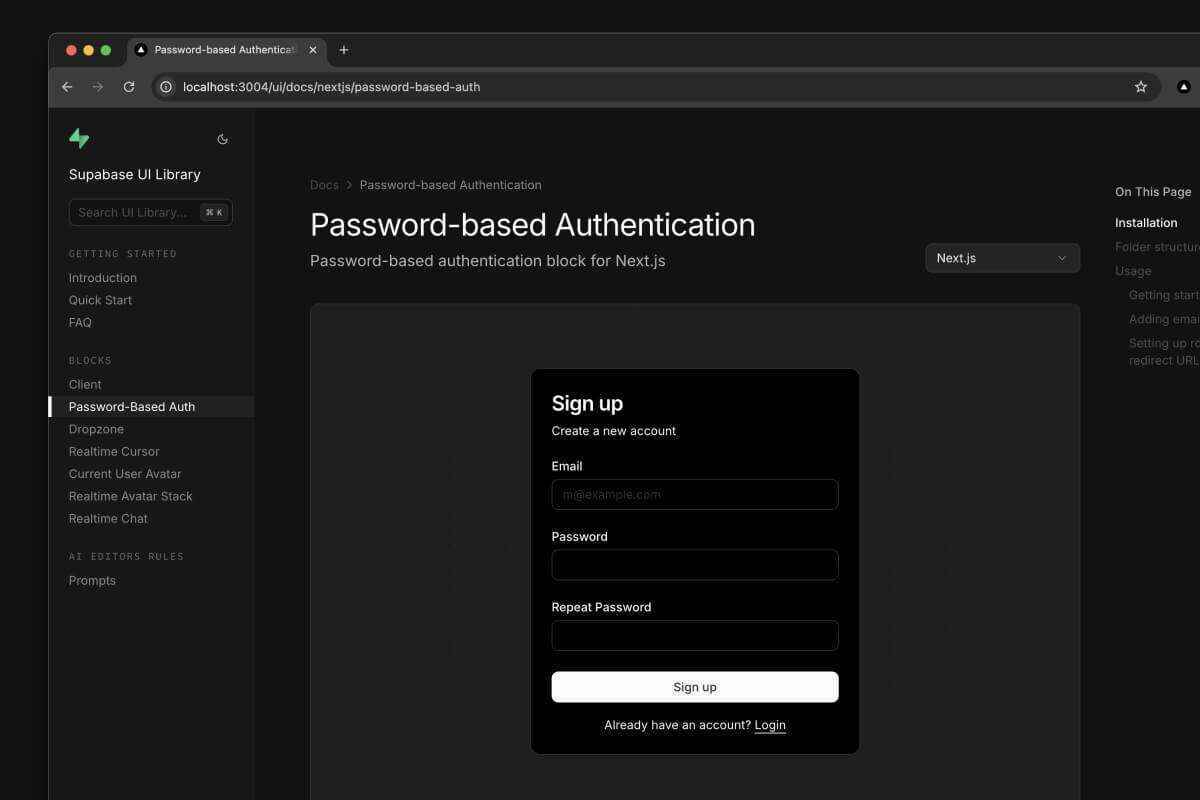 Password-based Authenticati
localhost:3004/ui/docs/nextjs/password-based-auth
Supabase UI Library
Search UI Library... ⌘ K
GETTING STARTED
Introduction
Quick Start
FAQ
BLOCKS
Client
Password-Based Auth
Dropzone
Realtime Cursor
Current User Avatar
Realtime Avatar Stack
Realtime Chat
AI EDITORS RULES
Prompts
Docs > Password-based Authentication
Password-based Authentication
Password-based authentication block for Next.js
Next.js
Sign up
Create a new account
Email
m@example.com
Password
Repeat Password
Sign up
Already have an account? Login
On This Page
Installation
Folder structure
Usage
Getting start
Adding emai
Setting up ro
redirect URL